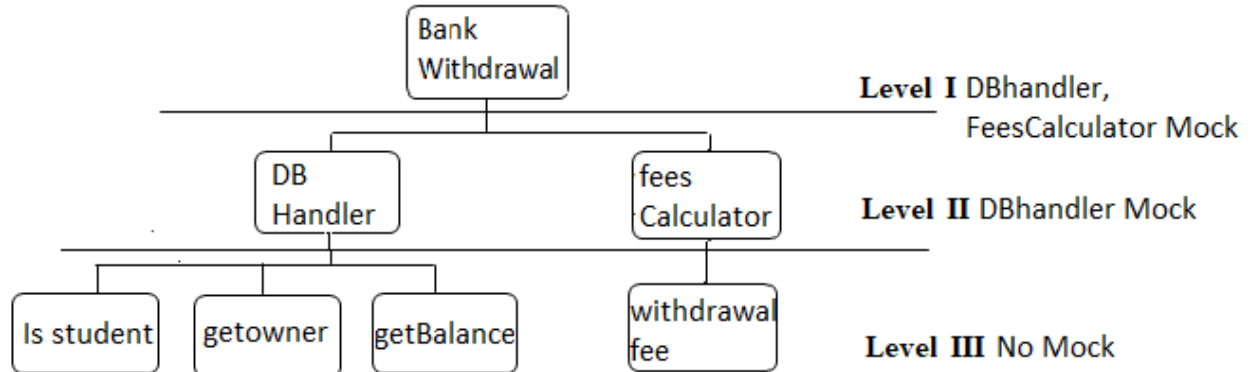 Bank
Withdrawal
Level I DBhandler,
FeesCalculator Mock
DB
Handler
fees
Calculator
Level II DBhandler Mock
Is student
getowner
getBalance
withdrawal
fee
Level III No Mock